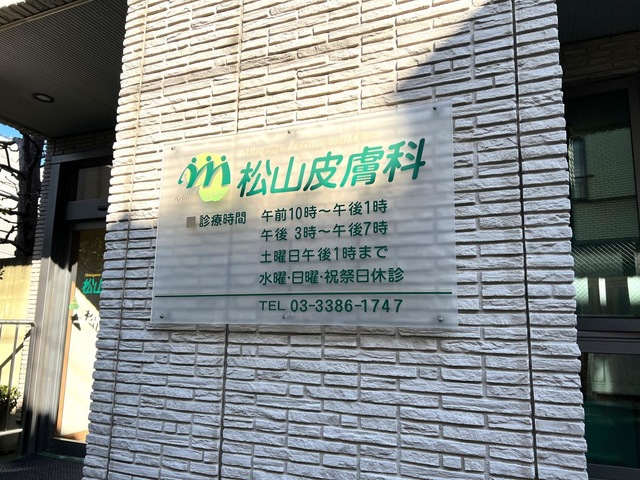 松山皮膚科
診療時間 午前10時～午後1時
午後 3時～午後7時
土曜日午後1時まで
水曜・日曜・祝祭日休診
TEL 03-3386-1747
松山